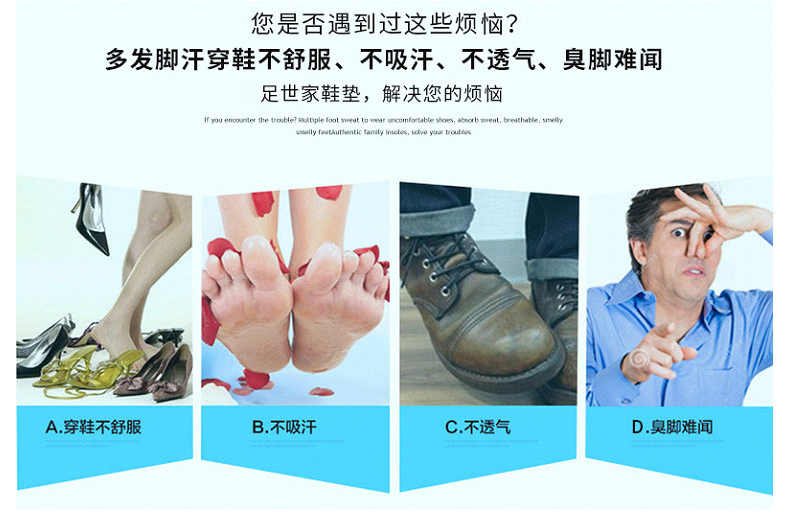 您是否遇到过这些烦恼？
多发脚汗穿鞋不舒服、不吸汗、不透气、臭脚难闻
足世家鞋垫，解决您的烦恼
If you encounter the trouble? Multiple foot sweat to wear uncomfortable shoes, absorb sweat, breathable, smelly
smelly feetAuthentic family insoles, solve your troubles
A.穿鞋不舒服
B.不吸汗
C.不透气
D.臭脚难闻